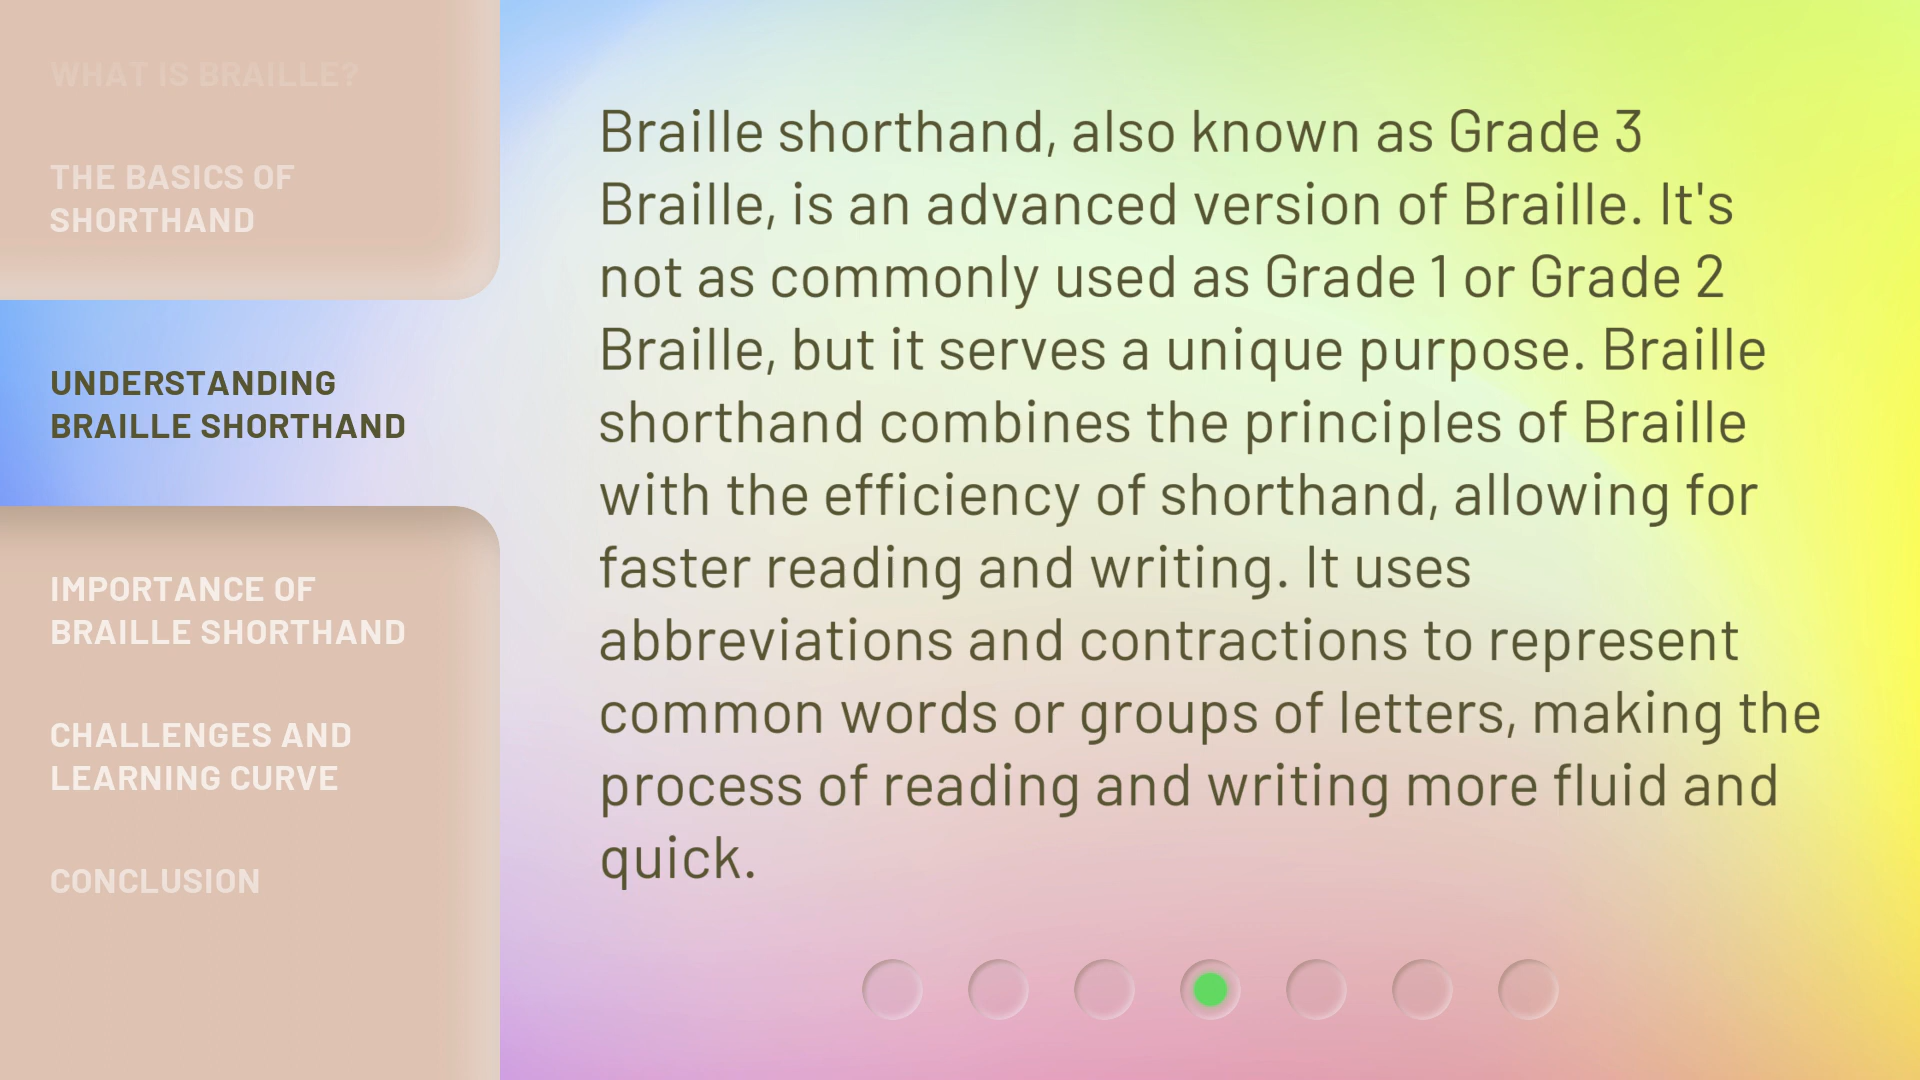 WHAT IS BRAILLE?
THE BASICS OF
SHORTHAND
UNDERSTANDING
BRAILLE SHORTHAND
IMPORTANCE OF
BRAILLE SHORTHAND
CHALLENGES AND
LEARNING CURVE
CONCLUSION
Braille shorthand, also known as Grade 3
Braille, is an advanced version of Braille. It's
not as commonly used as Grade 1 or Grade 2
Braille, but it serves a unique purpose. Braille
shorthand combines the principles of Braille
with the efficiency of shorthand, allowing for
faster reading and writing. It uses
abbreviations and contractions to represent
common words or groups of letters, making the
process of reading and writing more fluid and
quick.